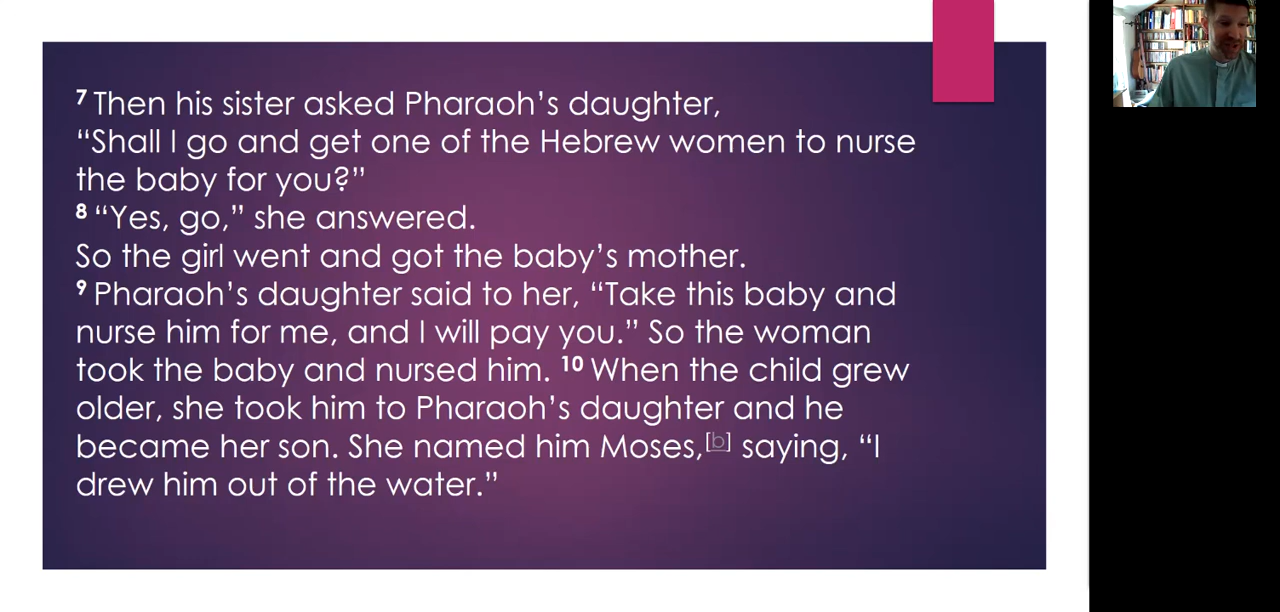 7 Then his sister asked Pharaoh’s daughter,
“Shall I go and get one of the Hebrew women to nurse
the baby for you?”
8 “Yes, go,” she answered.
So the girl went and got the baby’s mother.
9 Pharaoh’s daughter said to her, “Take this baby and
nurse him for me, and I will pay you.” So the woman
took the baby and nursed him. 10 When the child grew
older, she took him to Pharaoh’s daughter and he
became her son. She named him Moses,[b] saying, “I
drew him out of the water.”